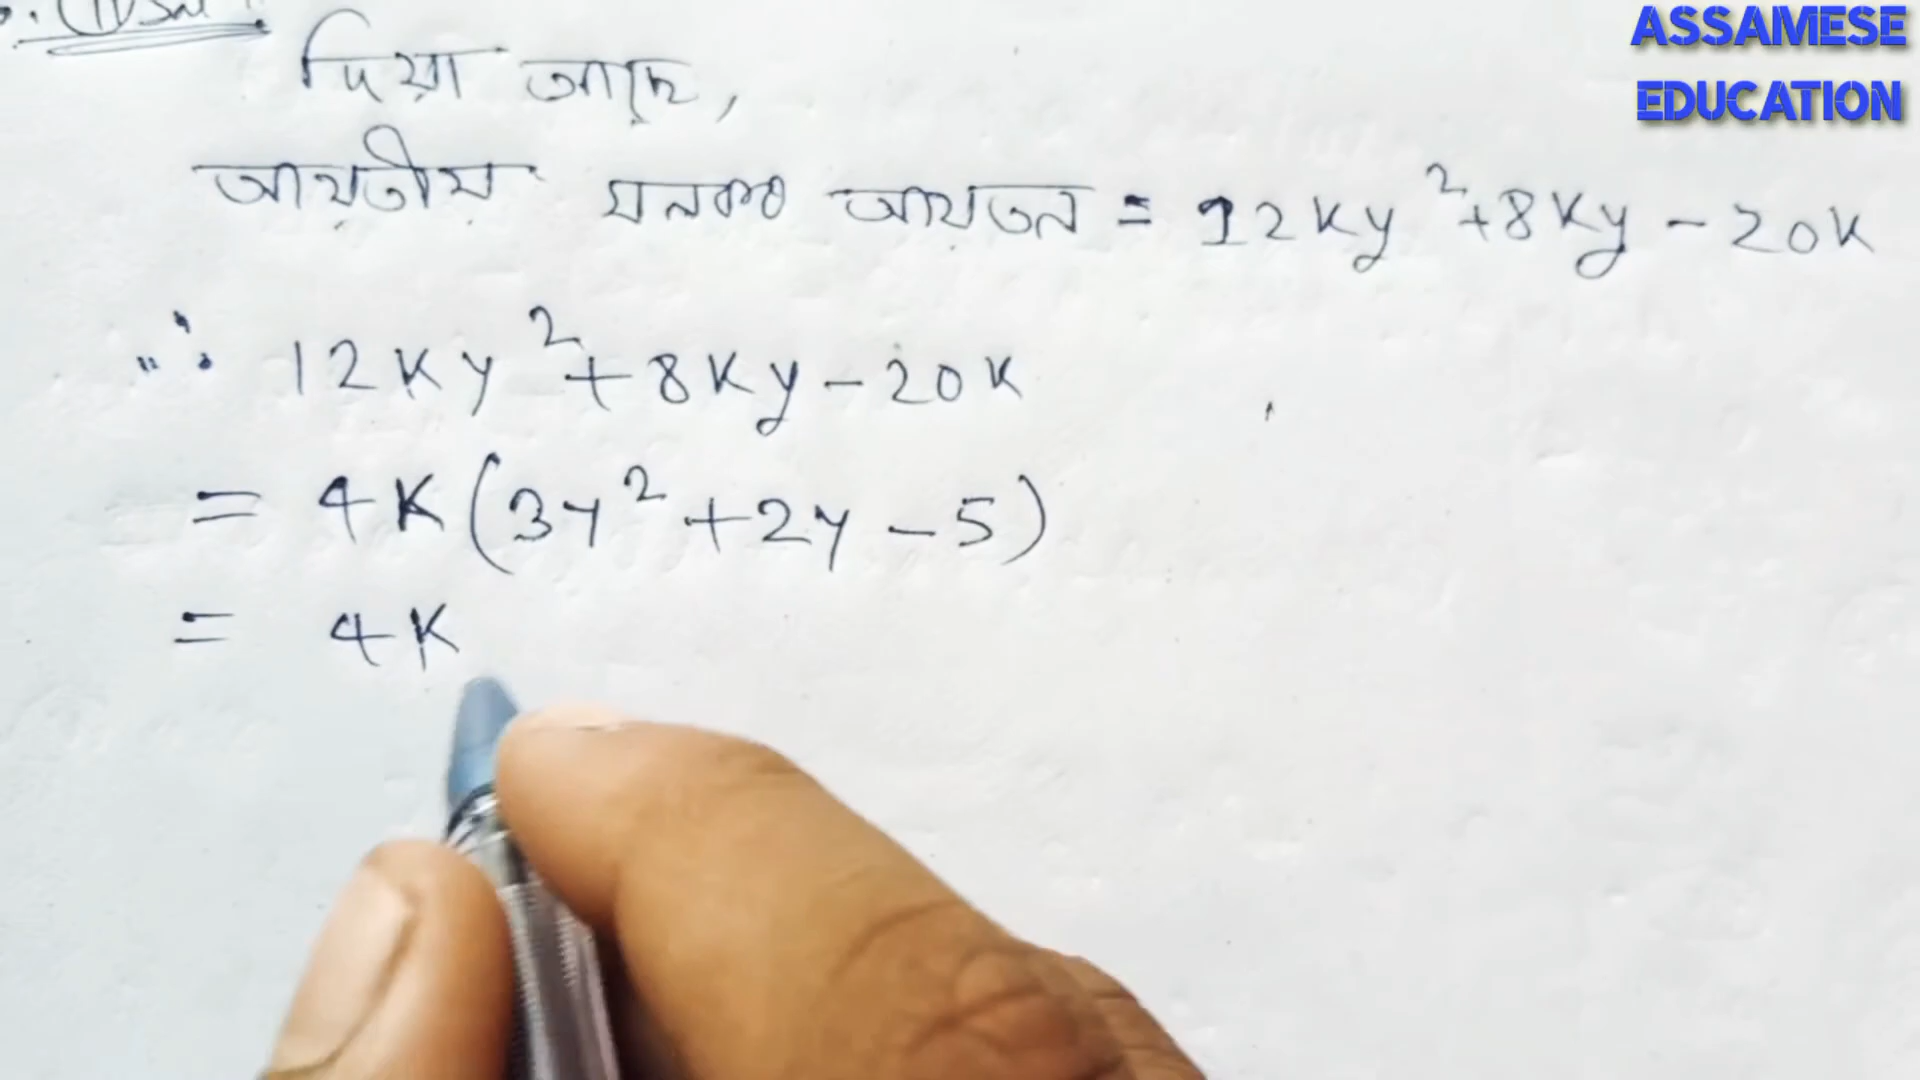 ASSAMESE
EDUCATION
দিয়া আছে,
আয়তীয় ঘনকৰ আয়তন = 12Ky²+8Ky-20K
∴ 12Ky²+8Ky-20K
= 4K(3y²+2y-5)
= 4K